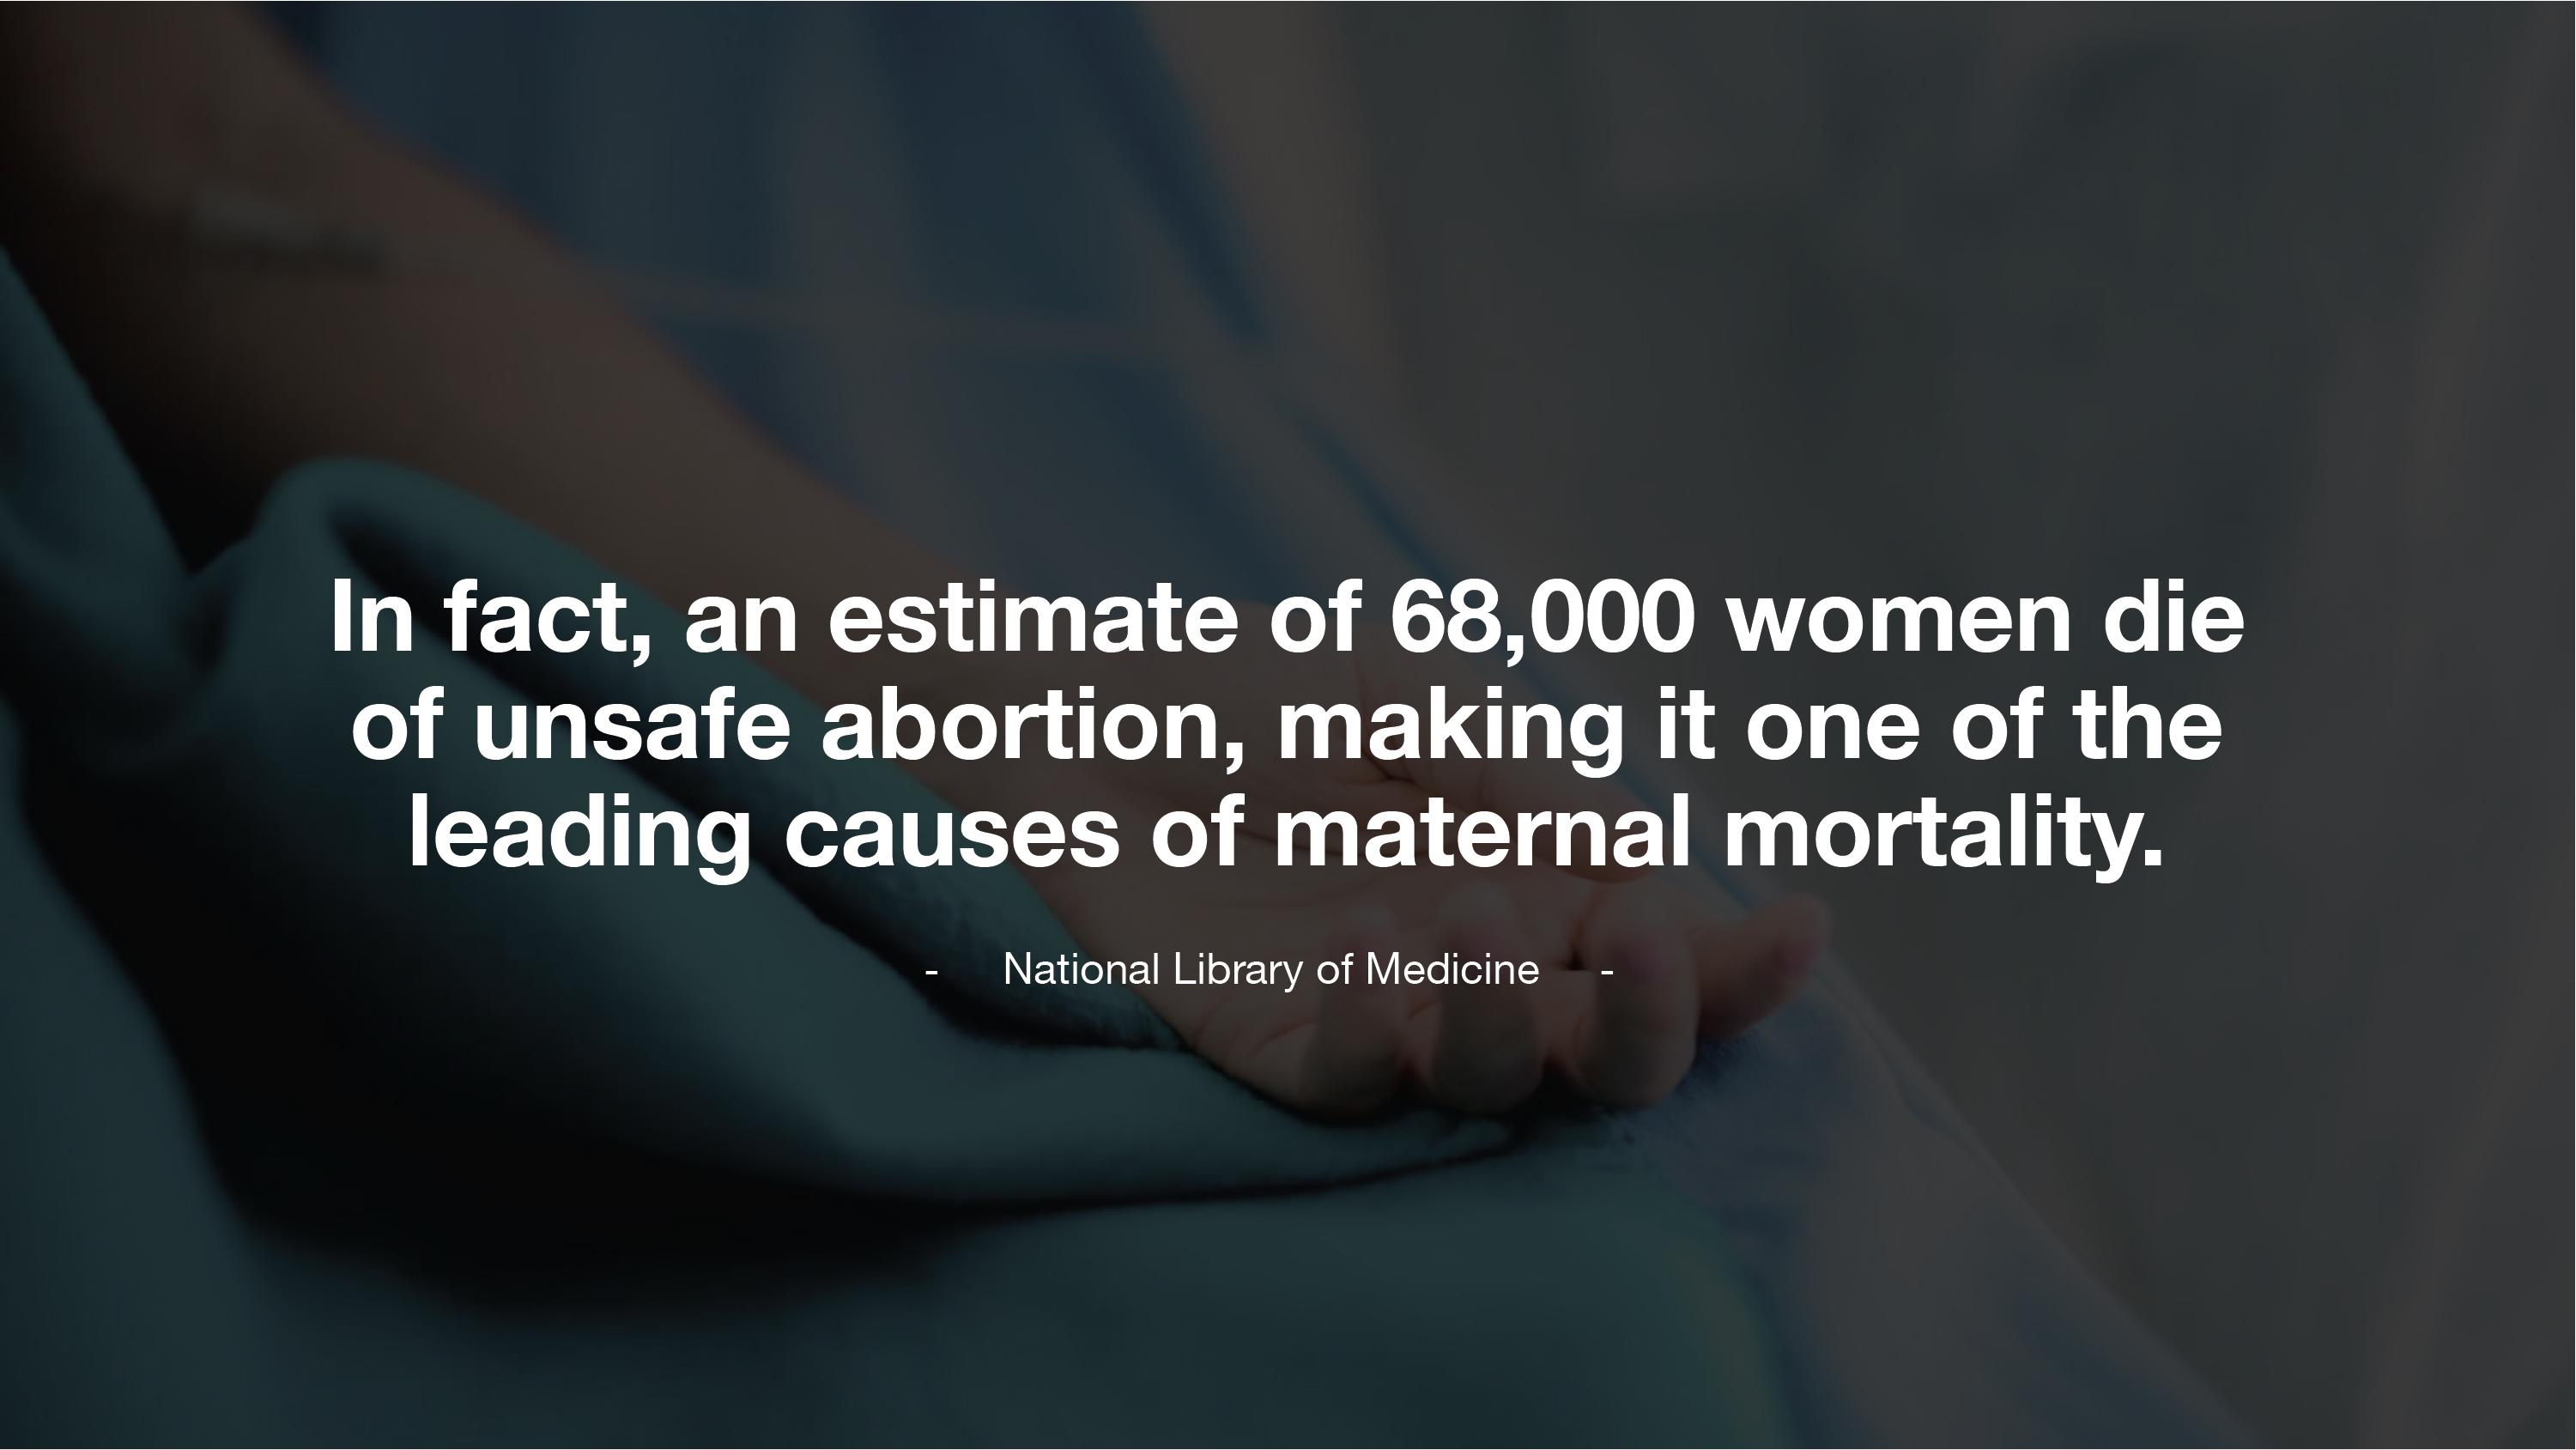 In fact, an estimate of 68,000 women die
of unsafe abortion, making it one of the
leading causes of maternal mortality.
- National Library of Medicine -